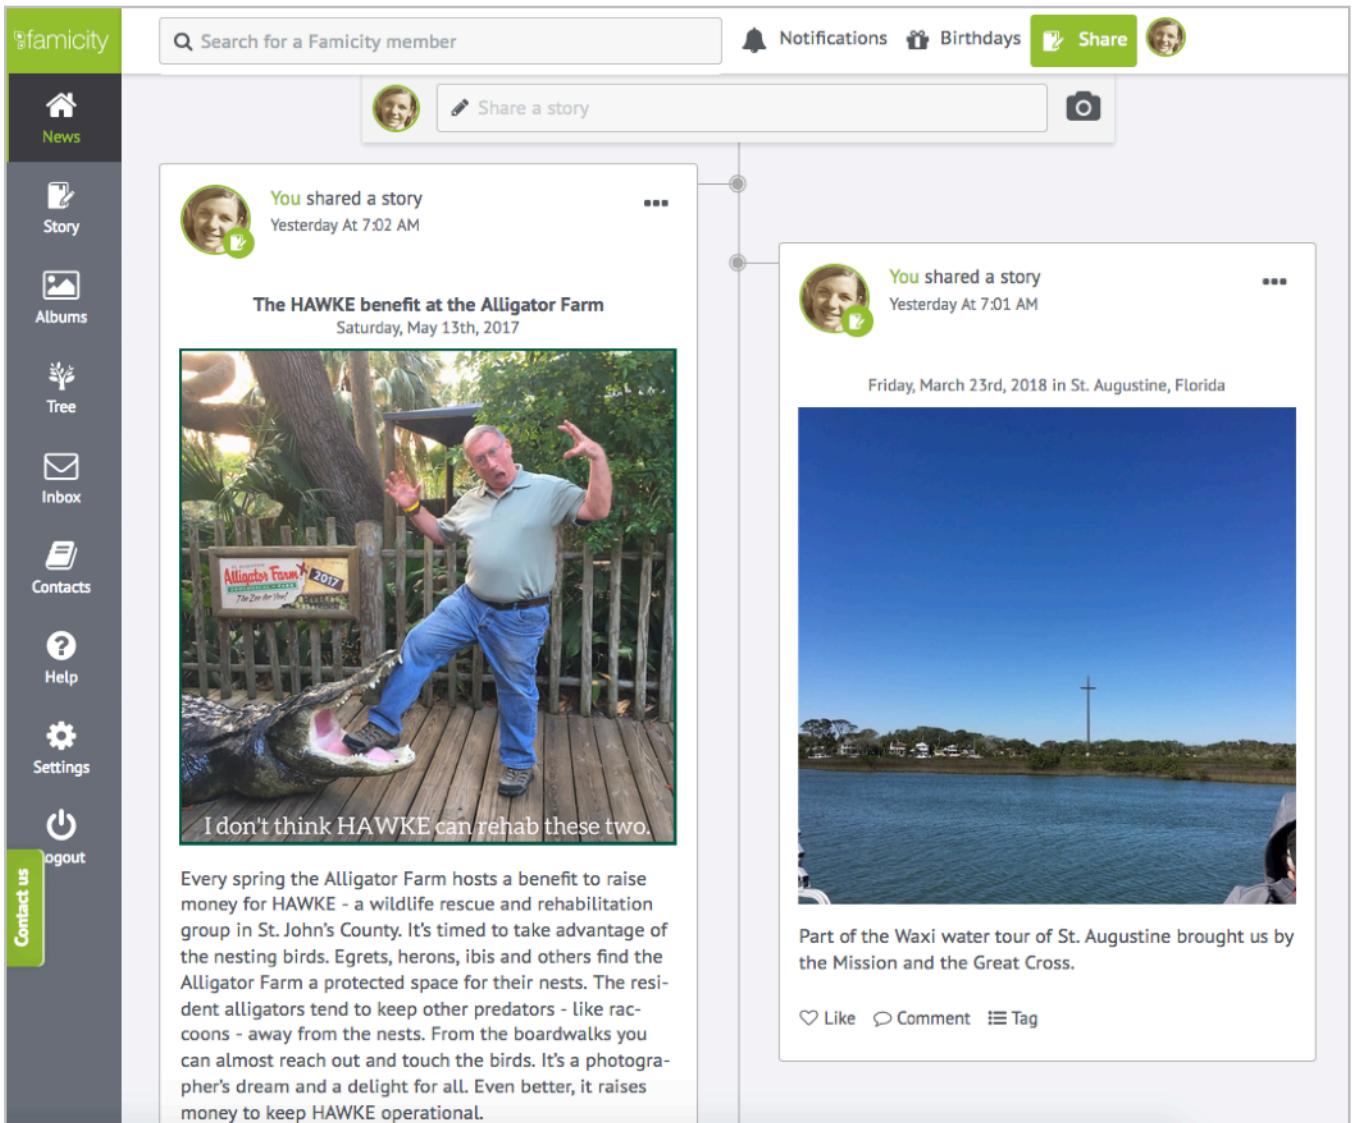 famicity
Search for a Famicity member
Notifications
Birthdays
Share
News
Story
Albums
Tree
Inbox
Contacts
Help
Settings
ogout
Contact us
Share a story
You shared a story
Yesterday At 7:02 AM
The HAWKE benefit at the Alligator Farm
Saturday, May 13th, 2017
Alligator Farm
2017
The Zoo for You!
I don't think HAWKE can rehab these two.
Every spring the Alligator Farm hosts a benefit to raise
money for HAWKE - a wildlife rescue and rehabilitation
group in St. John's County. It's timed to take advantage of
the nesting birds. Egrets, herons, ibis and others find the
Alligator Farm a protected space for their nests. The resi-
dent alligators tend to keep other predators - like rac-
coons - away from the nests. From the boardwalks you
can almost reach out and touch the birds. It's a photogra-
pher's dream and a delight for all. Even better, it raises
money to keep HAWKE operational.
You shared a story
Yesterday At 7:01 AM
Friday, March 23rd, 2018 in St. Augustine, Florida
Part of the Waxi water tour of St. Augustine brought us by
the Mission and the Great Cross.
Like Comment Tag